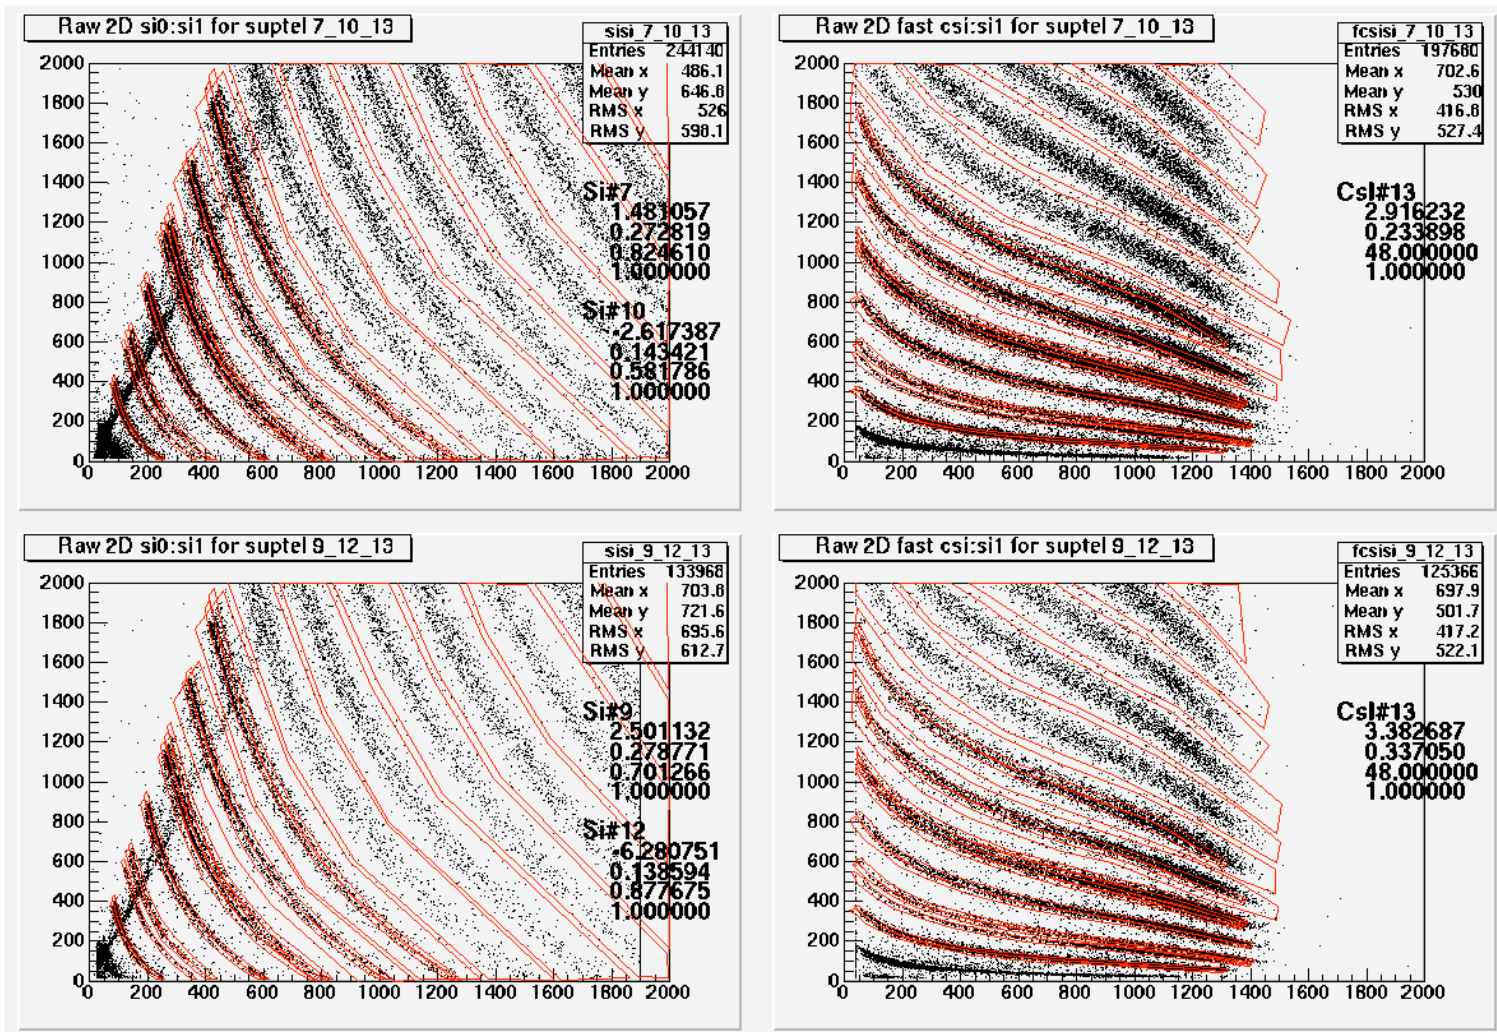 Raw 2D si0:si1 for suptel 7_10_13
sisi_7_10_13
Entries 244140
Mean x 486.1
Mean y 646.8
RMS x 526
RMS y 598.1
2000
1800
1600
1400
1200
1000
800
600
400
200
0
Si#7
1.481057
0.272819
0.824610
1.000000
Si#10
-2.617387
0.143421
0.581786
1.000000
0 200 400 600 800 1000 1200 1400 1600 1800 2000
Raw 2D fast csi:si1 for suptel 7_10_13
fcsisi_7_10_13
Entries 197680
Mean x 702.6
Mean y 530
RMS x 416.8
RMS y 527.4
2000
1800
1600
1400
1200
1000
800
600
400
200
0
CsI#13
2.916232
0.233898
48.000000
1.000000
0 200 400 600 800 1000 1200 1400 1600 1800 2000
Raw 2D si0:si1 for suptel 9_12_13
sisi_9_12_13
Entries 133968
Mean x 703.8
Mean y 721.6
RMS x 695.6
RMS y 612.7
2000
1800
1600
1400
1200
1000
800
600
400
200
0
Si#9
2.501132
0.278771
0.701266
1.000000
Si#12
-6.280751
0.138594
0.877675
1.000000
0 200 400 600 800 1000 1200 1400 1600 1800 2000
Raw 2D fast csi:si1 for suptel 9_12_13
fcsisi_9_12_13
Entries 125366
Mean x 697.9
Mean y 501.7
RMS x 417.2
RMS y 522.1
2000
1800
1600
1400
1200
1000
800
600
400
200
0
CsI#13
3.382687
0.337050
48.000000
1.000000
0 200 400 600 800 1000 1200 1400 1600 1800 2000